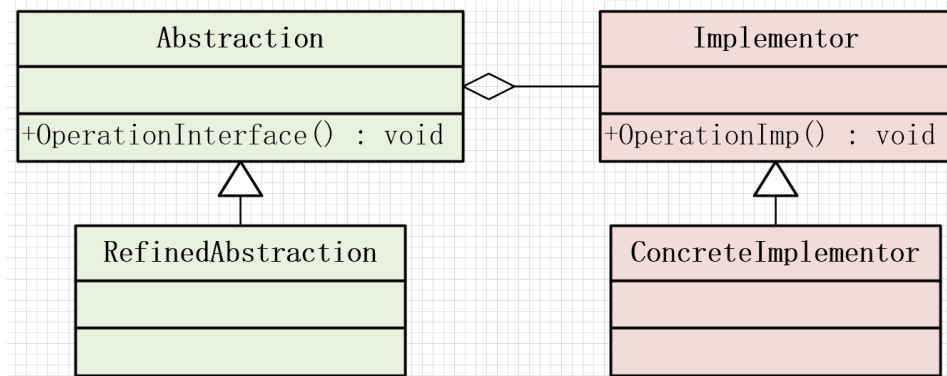 Abstraction
Implementor
+OperationInterface() : void
+OperationImp() : void
RefinedAbstraction
ConcreteImplementor